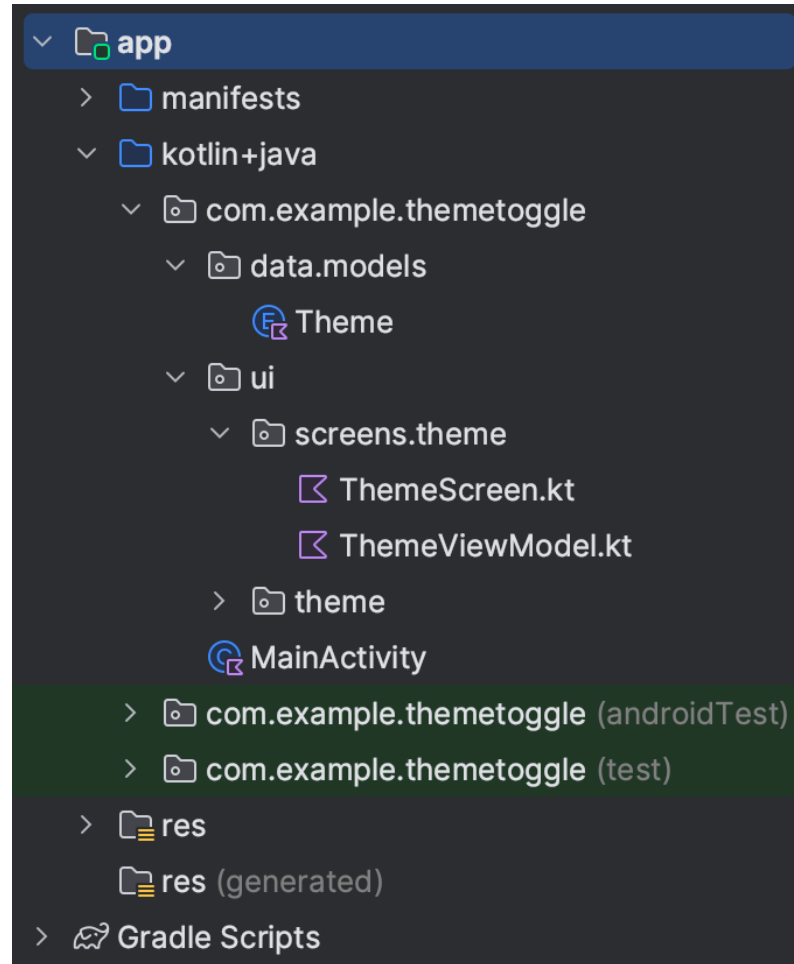 app
manifests
kotlin+java
com.example.themetoggle
data.models
Theme
ui
screens.theme
ThemeScreen.kt
ThemeViewModel.kt
theme
MainActivity
com.example.themetoggle (androidTest)
com.example.themetoggle (test)
res
res (generated)
Gradle Scripts